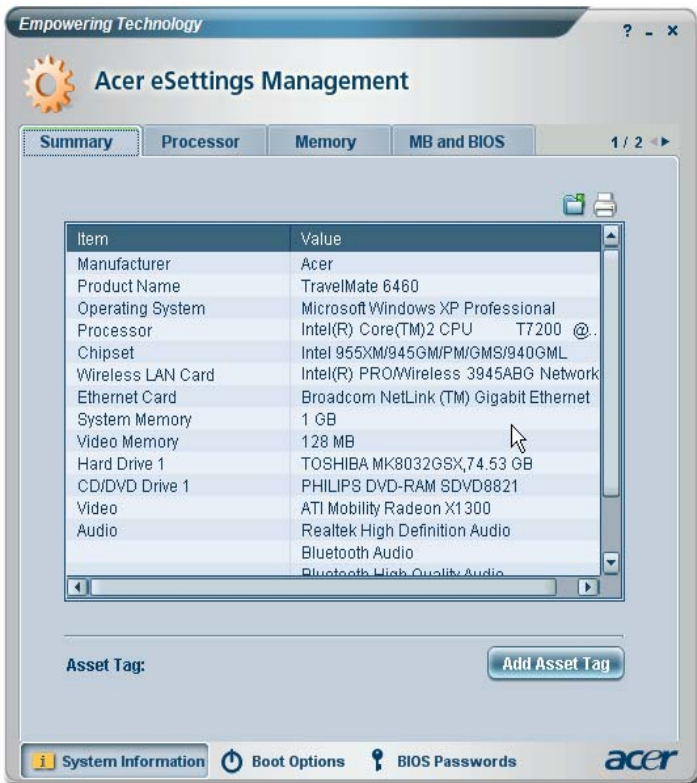 Empowering Technology
? - ×
Acer eSettings Management
Summary Processor Memory MB and BIOS 1 / 2
Item Value
Manufacturer Acer
Product Name TravelMate 6460
Operating System Microsoft Windows XP Professional
Processor Intel(R) Core(TM)2 CPU T7200 @..
Chipset Intel 955XM/945GM/PM/GMS/940GML
Wireless LAN Card Intel(R) PRO/Wireless 3945ABG Network
Ethernet Card Broadcom NetLink (TM) Gigabit Ethernet
System Memory 1 GB
Video Memory 128 MB
Hard Drive 1 TOSHIBA MK8032GSX,74.53 GB
CD/DVD Drive 1 PHILIPS DVD-RAM SDVD8821
Video ATI Mobility Radeon X1300
Audio Realtek High Definition Audio
Bluetooth Audio
Bluetooth High Quality Audio
Asset Tag: Add Asset Tag
i System Information Boot Options BIOS Passwords acer